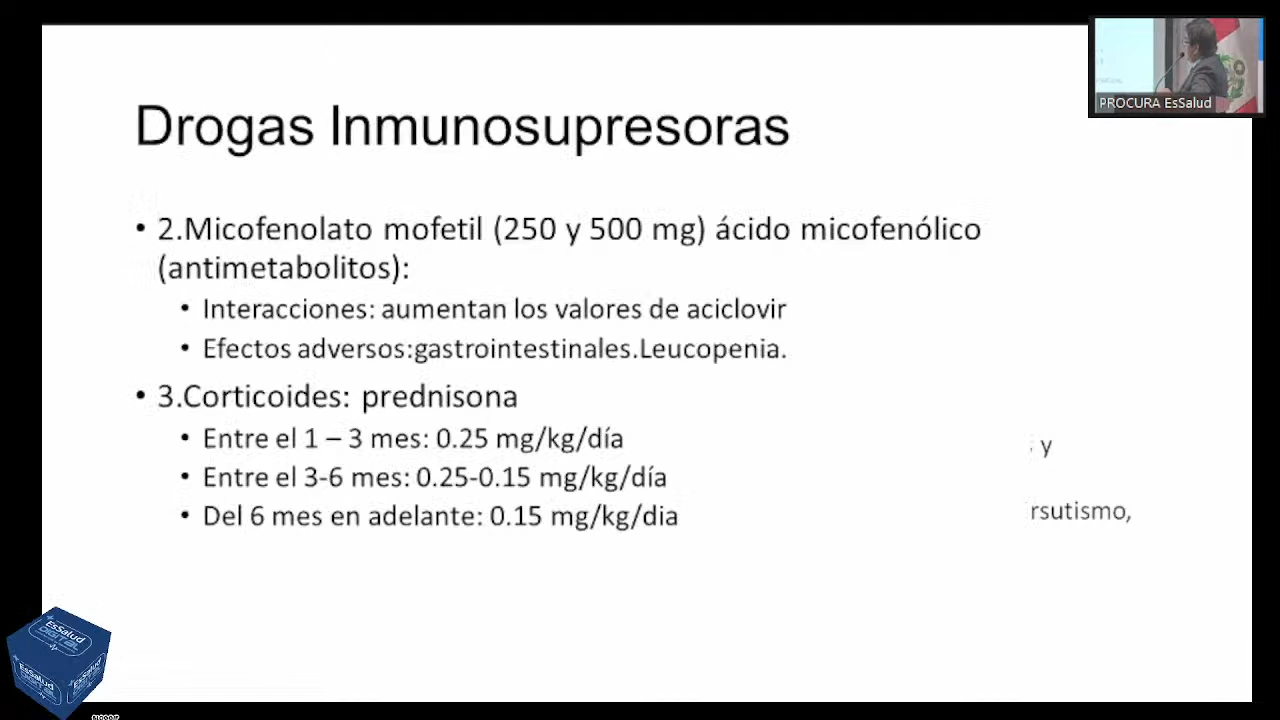 PROCURA EsSalud
Drogas Inmunosupresoras
• 2.Micofenolato mofetil (250 y 500 mg) ácido micofenólico
(antimetabolitos):
• Interacciones: aumentan los valores de aciclovir
• Efectos adversos:gastrointestinales.Leucopenia.
• 3.Corticoides: prednisona
• Entre el 1 – 3 mes: 0.25 mg/kg/día
y
• Entre el 3-6 mes: 0.25-0.15 mg/kg/día
• Del 6 mes en adelante: 0.15 mg/kg/dia
rsutismo,
EsSalud
DIGITAL
EsSalud